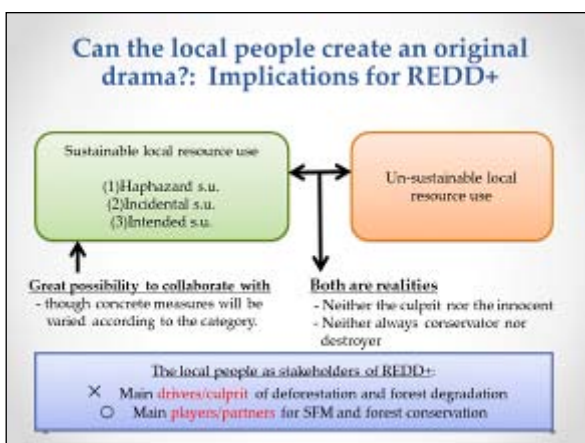 Can the local people create an original
drama?: Implications for REDD+
Sustainable local resource use
(1)Haphazard s.u.
(2)Incidental s.u.
(3)Intended s.u.
Un-sustainable local
resource use
Great possibility to collaborate with
- though concrete measures will be
varied according to the category.
Both are realities
- Neither the culprit nor the innocent
- Neither always conservator nor
destroyer
The local people as stakeholders of REDD+:
× Main drivers/culprit of deforestation and forest degradation
○ Main players/partners for SFM and forest conservation